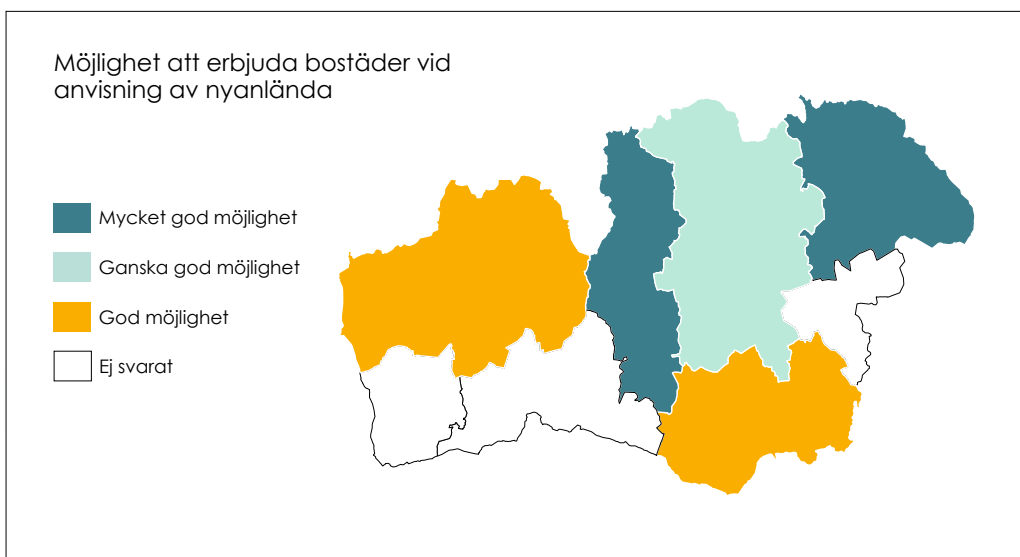 Möjlighet att erbjuda bostäder vid
anvisning av nyanlända
Mycket god möjlighet
Ganska god möjlighet
God möjlighet
Ej svarat